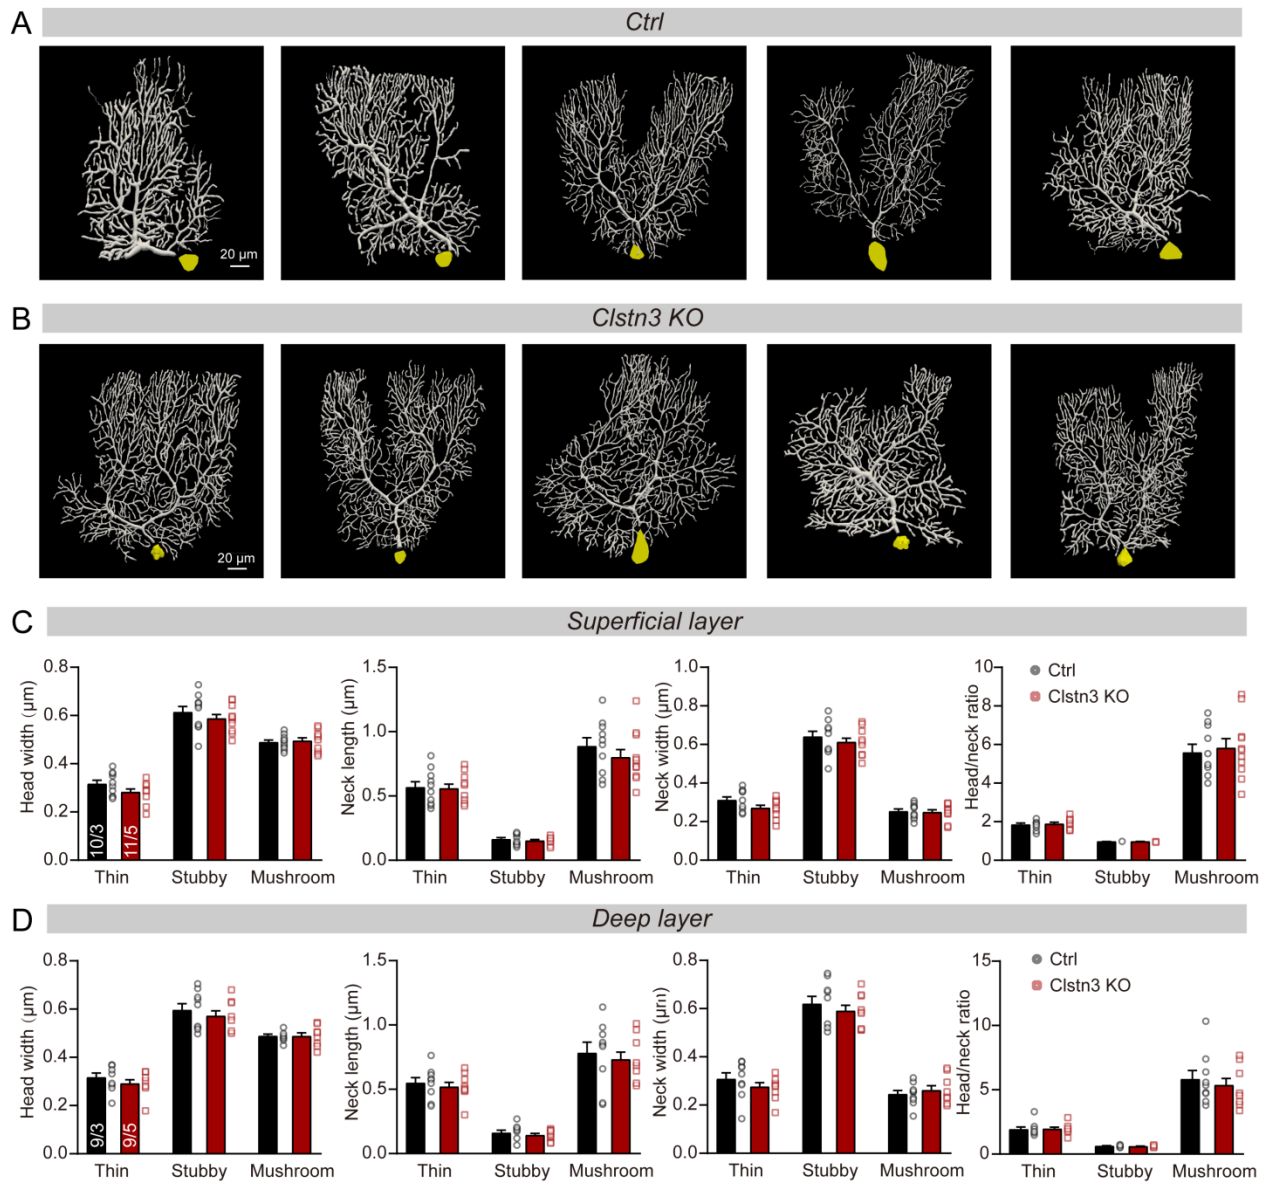 A
Ctrl
20 µm
B
Clstn3 KO
20 µm
C
Superficial layer
Head width (µm)
0.8
0.6
0.4
0.2
0.0
10/3
11/5
Thin Stubby Mushroom
Neck length (µm)
1.5
1.0
0.5
0.0
Thin Stubby Mushroom
Neck width (µm)
1.0
0.8
0.6
0.4
0.2
0.0
Thin Stubby Mushroom
Head/neck ratio
10
8
6
4
2
0
Ctrl
Clstn3 KO
Thin Stubby Mushroom
D
Deep layer
Head width (µm)
0.8
0.6
0.4
0.2
0.0
9/3
9/5
Thin Stubby Mushroom
Neck length (µm)
1.5
1.0
0.5
0.0
Thin Stubby Mushroom
Neck width (µm)
0.8
0.6
0.4
0.2
0.0
Thin Stubby Mushroom
Head/neck ratio
15
10
5
0
Ctrl
Clstn3 KO
Thin Stubby Mushroom